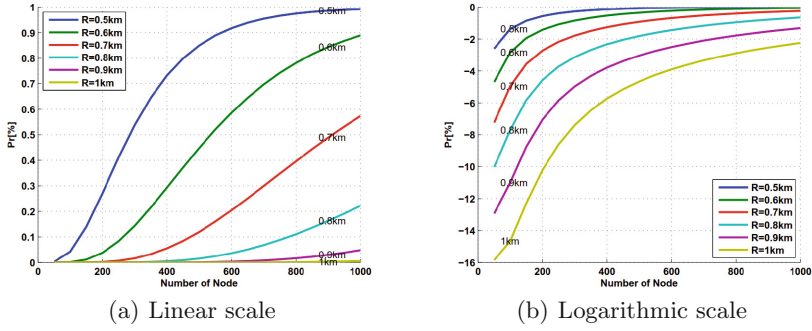 1
0.9
0.8
0.7
0.6
0.5
0.4
0.3
0.2
0.1
0
Pr[%]
R=0.5km
R=0.6km
R=0.7km
R=0.8km
R=0.9km
R=1km
0.5km
0.6km
0.7km
0.8km
0.9km
1km
0 200 400 600 800 1000
Number of Node
(a) Linear scale
0
−2
−4
−6
−8
−10
−12
−14
−16
Pr[%]
0.5km
0.6km
0.7km
0.8km
0.9km
1km
R=0.5km
R=0.6km
R=0.7km
R=0.8km
R=0.9km
R=1km
0 200 400 600 800 1000
Number of Node
(b) Logarithmic scale